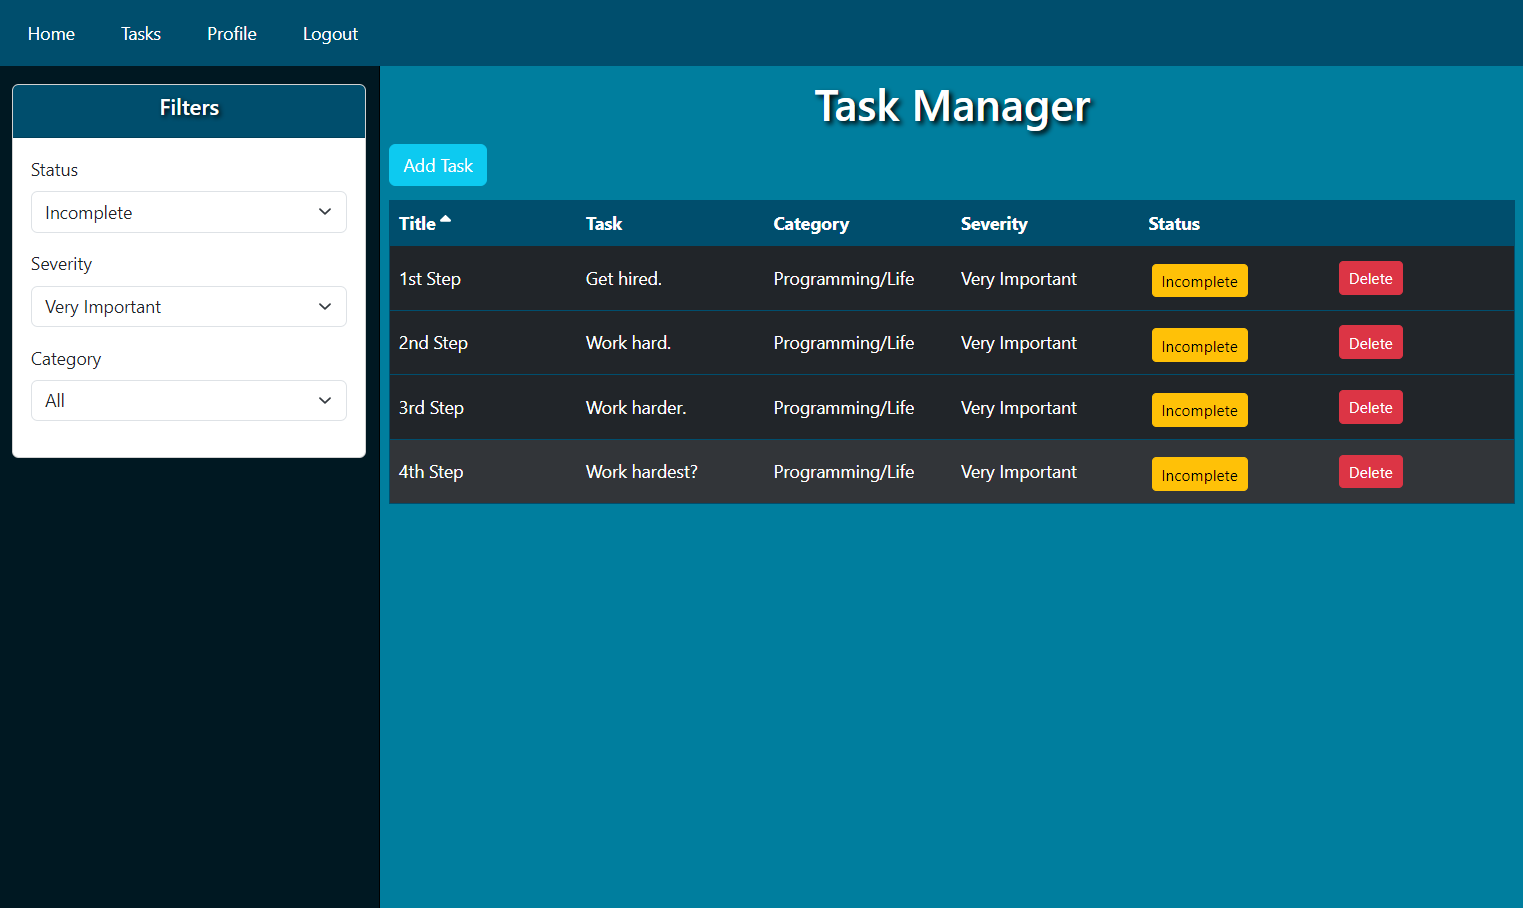 Home Tasks Profile Logout
Filters
Status
Incomplete
Severity
Very Important
Category
All
Task Manager
Add Task
Title Task Category Severity Status
1st Step Get hired. Programming/Life Very Important Incomplete Delete
2nd Step Work hard. Programming/Life Very Important Incomplete Delete
3rd Step Work harder. Programming/Life Very Important Incomplete Delete
4th Step Work hardest? Programming/Life Very Important Incomplete Delete